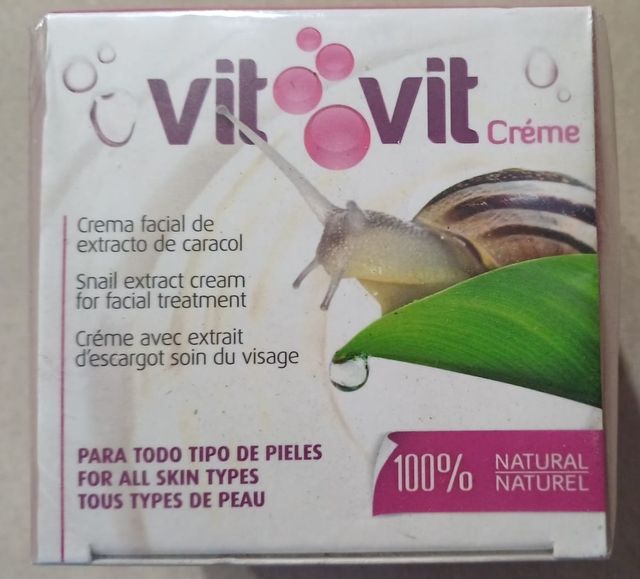 vit vit Créme
Crema facial de
extracto de caracol
Snail extract cream
for facial treatment
Créme avec extrait
d'escargot soin du visage
PARA TODO TIPO DE PIELES
FOR ALL SKIN TYPES
TOUS TYPES DE PEAU
100% NATURAL
NATUREL